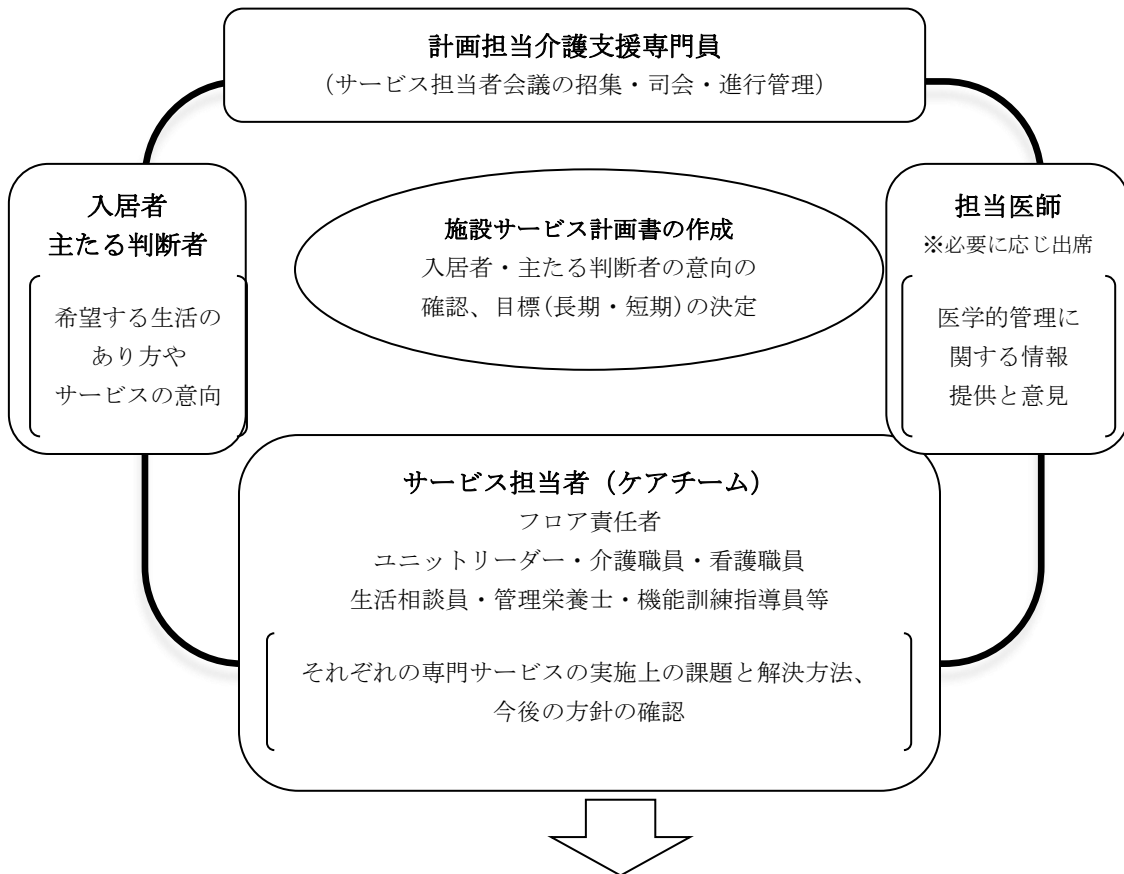 計画担当介護支援専門員
（サービス担当者会議の招集・司会・進行管理）
入居者
主たる判断者
希望する生活の
あり方や
サービスの意向
施設サービス計画書の作成
入居者・主たる判断者の意向の
確認、目標(長期・短期)の決定
担当医師
※必要に応じ出席
医学的管理に
関する情報
提供と意見
サービス担当者（ケアチーム）
フロア責任者
ユニットリーダー・介護職員・看護職員
生活相談員・管理栄養士・機能訓練指導員等
それぞれの専門サービスの実施上の課題と解決方法、
今後の方針の確認